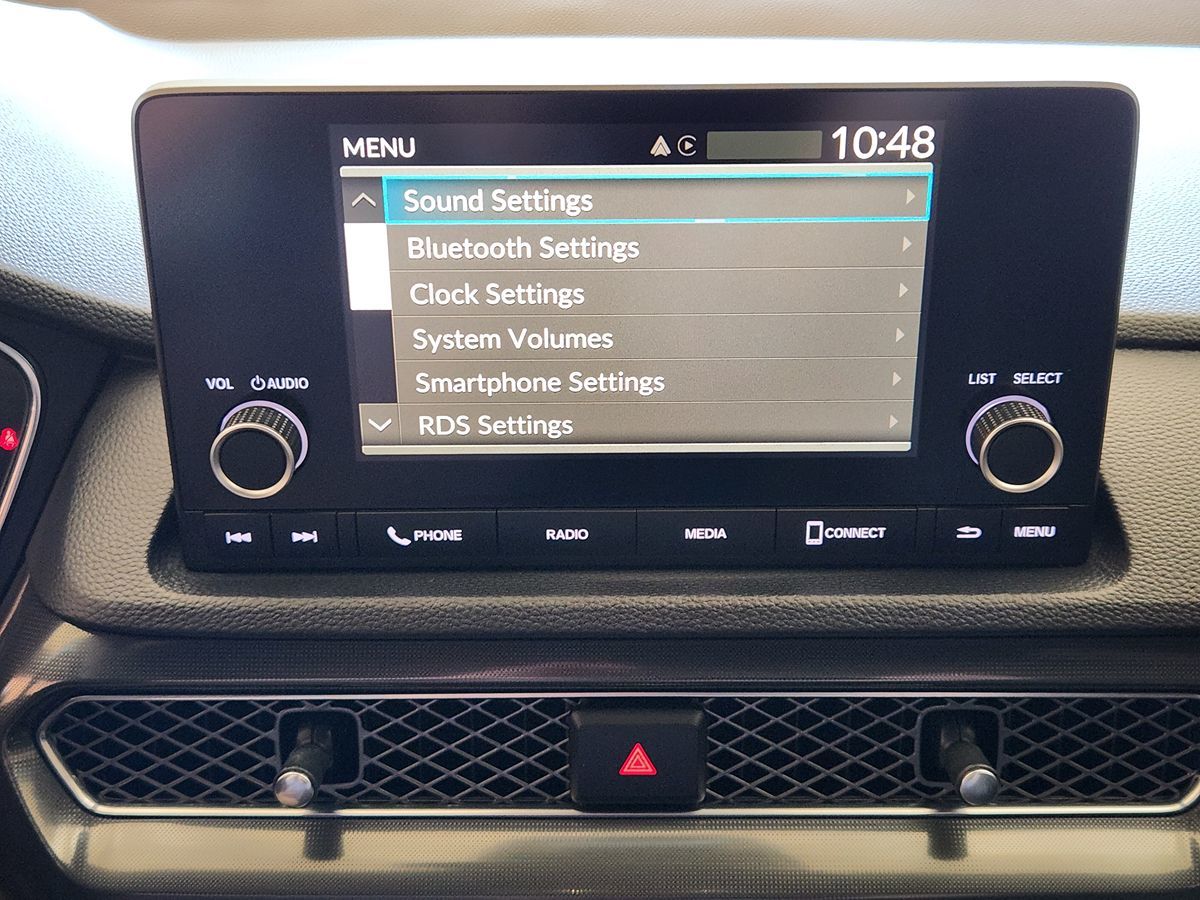 MENU 10:48
Sound Settings
Bluetooth Settings
Clock Settings
System Volumes
Smartphone Settings
RDS Settings
VOL AUDIO
LIST SELECT
PHONE RADIO MEDIA CONNECT MENU